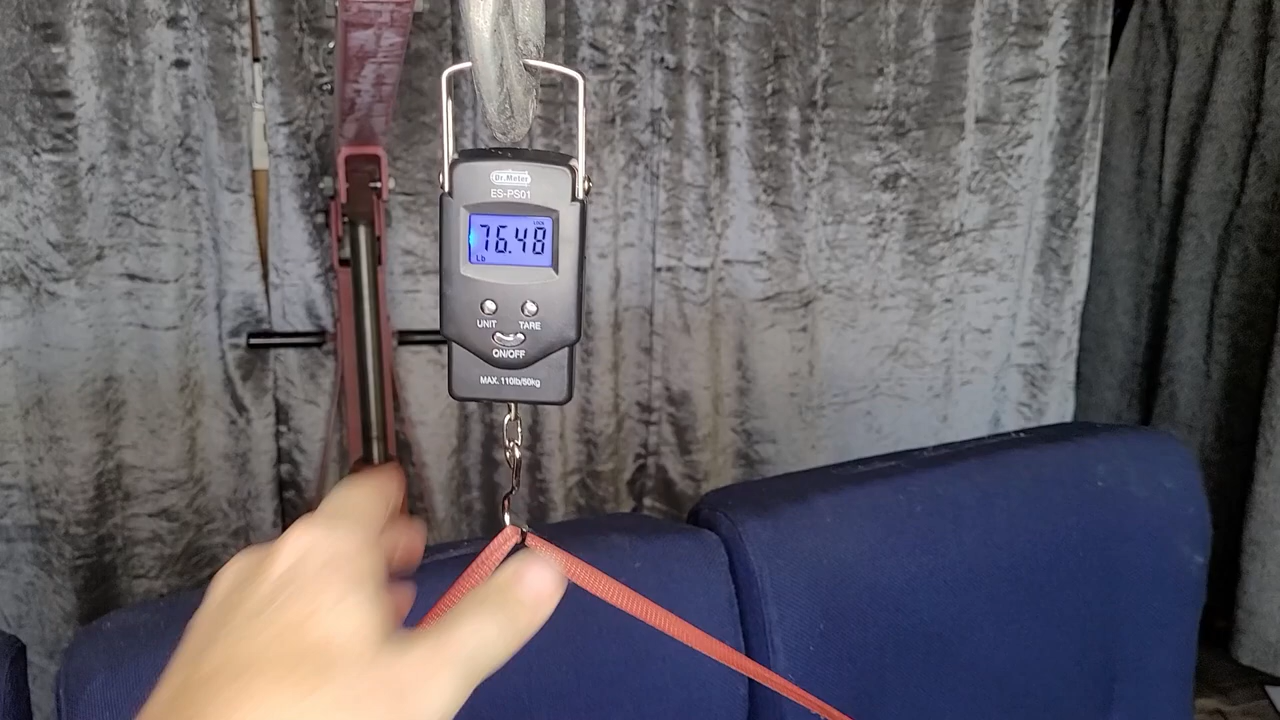 Dr.Meter
ES-PS01
LOCK
76.48
Lb
UNIT TARE
ON/OFF
MAX. 110lb/50kg